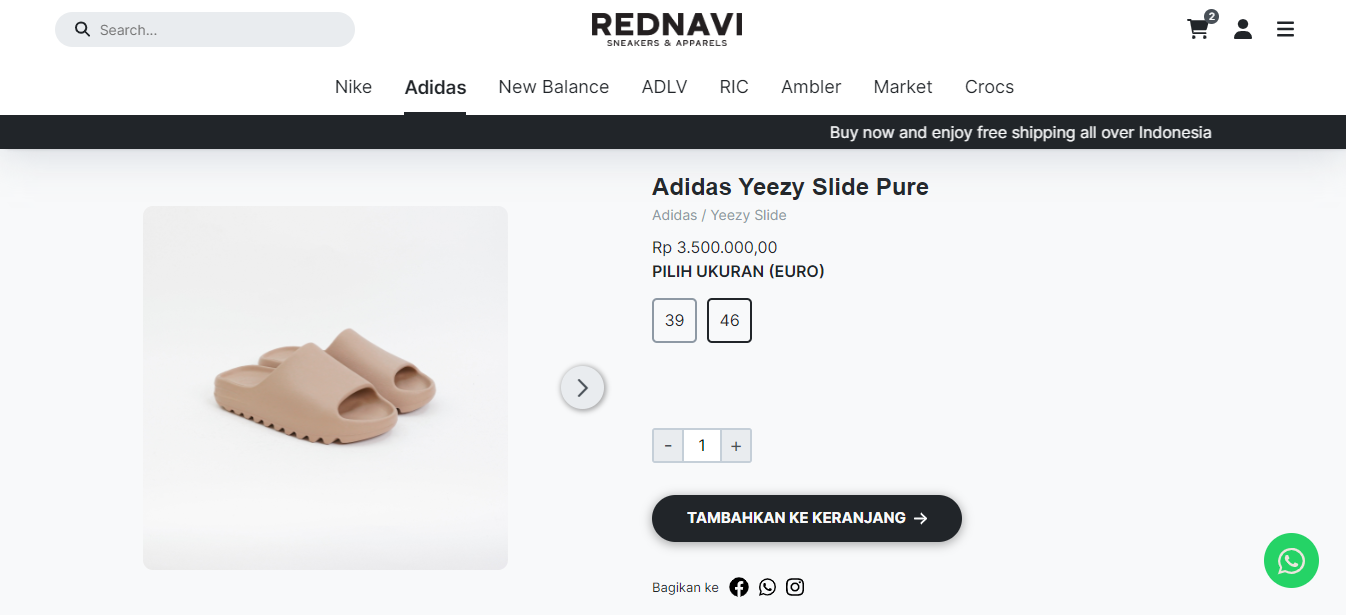 Search...
REDNAVI
SNEAKERS & APPARELS
2
Nike Adidas New Balance ADLV RIC Ambler Market Crocs
Buy now and enjoy free shipping all over Indonesia
Adidas Yeezy Slide Pure
Adidas / Yeezy Slide
Rp 3.500.000,00
PILIH UKURAN (EURO)
39 46
- 1 +
TAMBAHKAN KE KERANJANG →
Bagikan ke